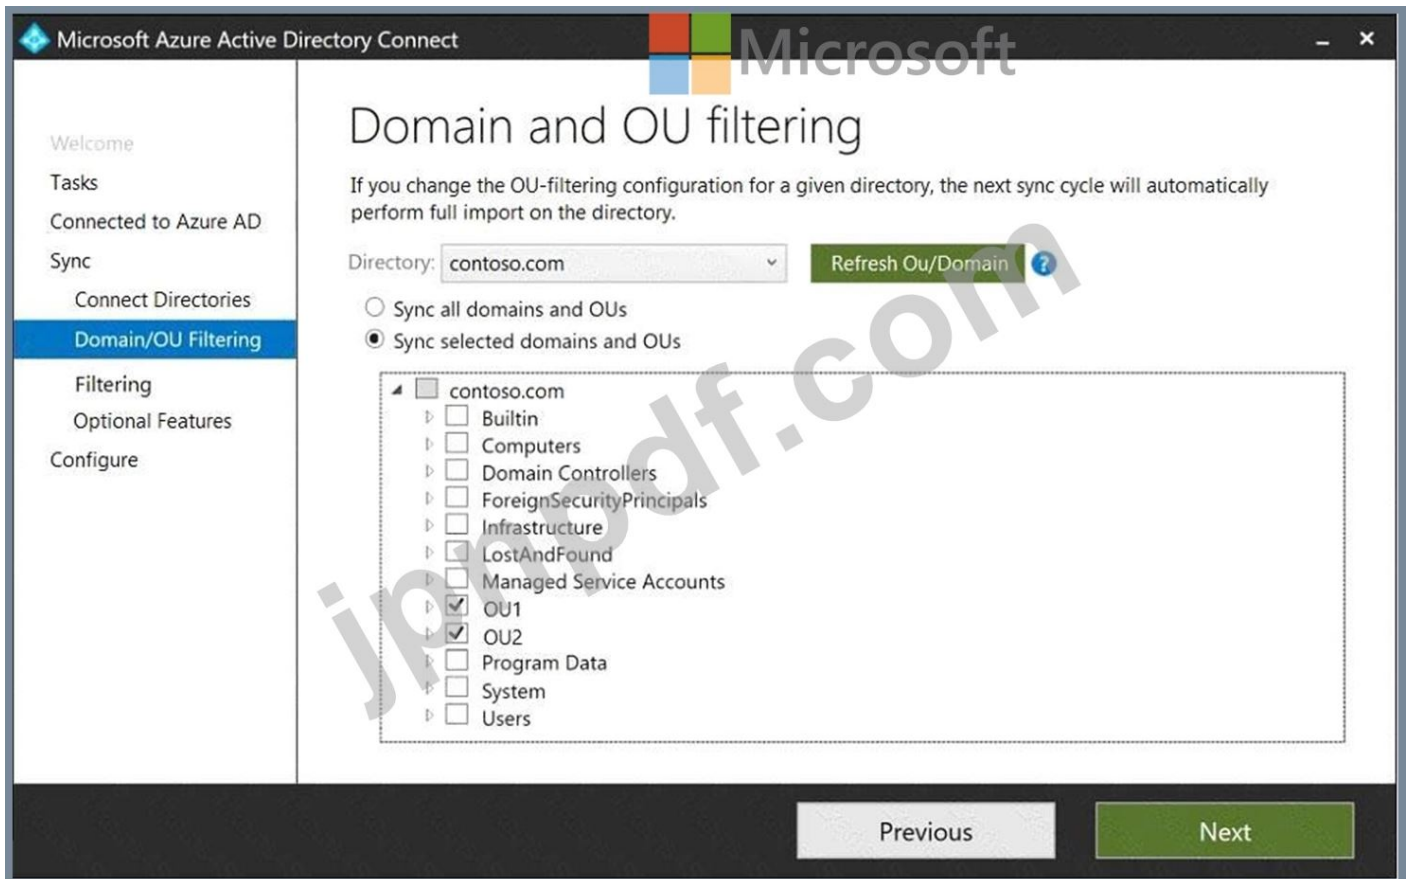 Microsoft Azure Active Directory Connect
Microsoft
Welcome
Tasks
Connected to Azure AD
Sync
Connect Directories
Domain/OU Filtering
Filtering
Optional Features
Configure
Domain and OU filtering
If you change the OU-filtering configuration for a given directory, the next sync cycle will automatically
perform full import on the directory.
Directory: contoso.com
Refresh Ou/Domain ?
Sync all domains and OUs
Sync selected domains and OUs
contoso.com
Builtin
Computers
Domain Controllers
ForeignSecurityPrincipals
Infrastructure
LostAndFound
Managed Service Accounts
OU1
OU2
Program Data
System
Users
jpnpdf.com
Previous
Next